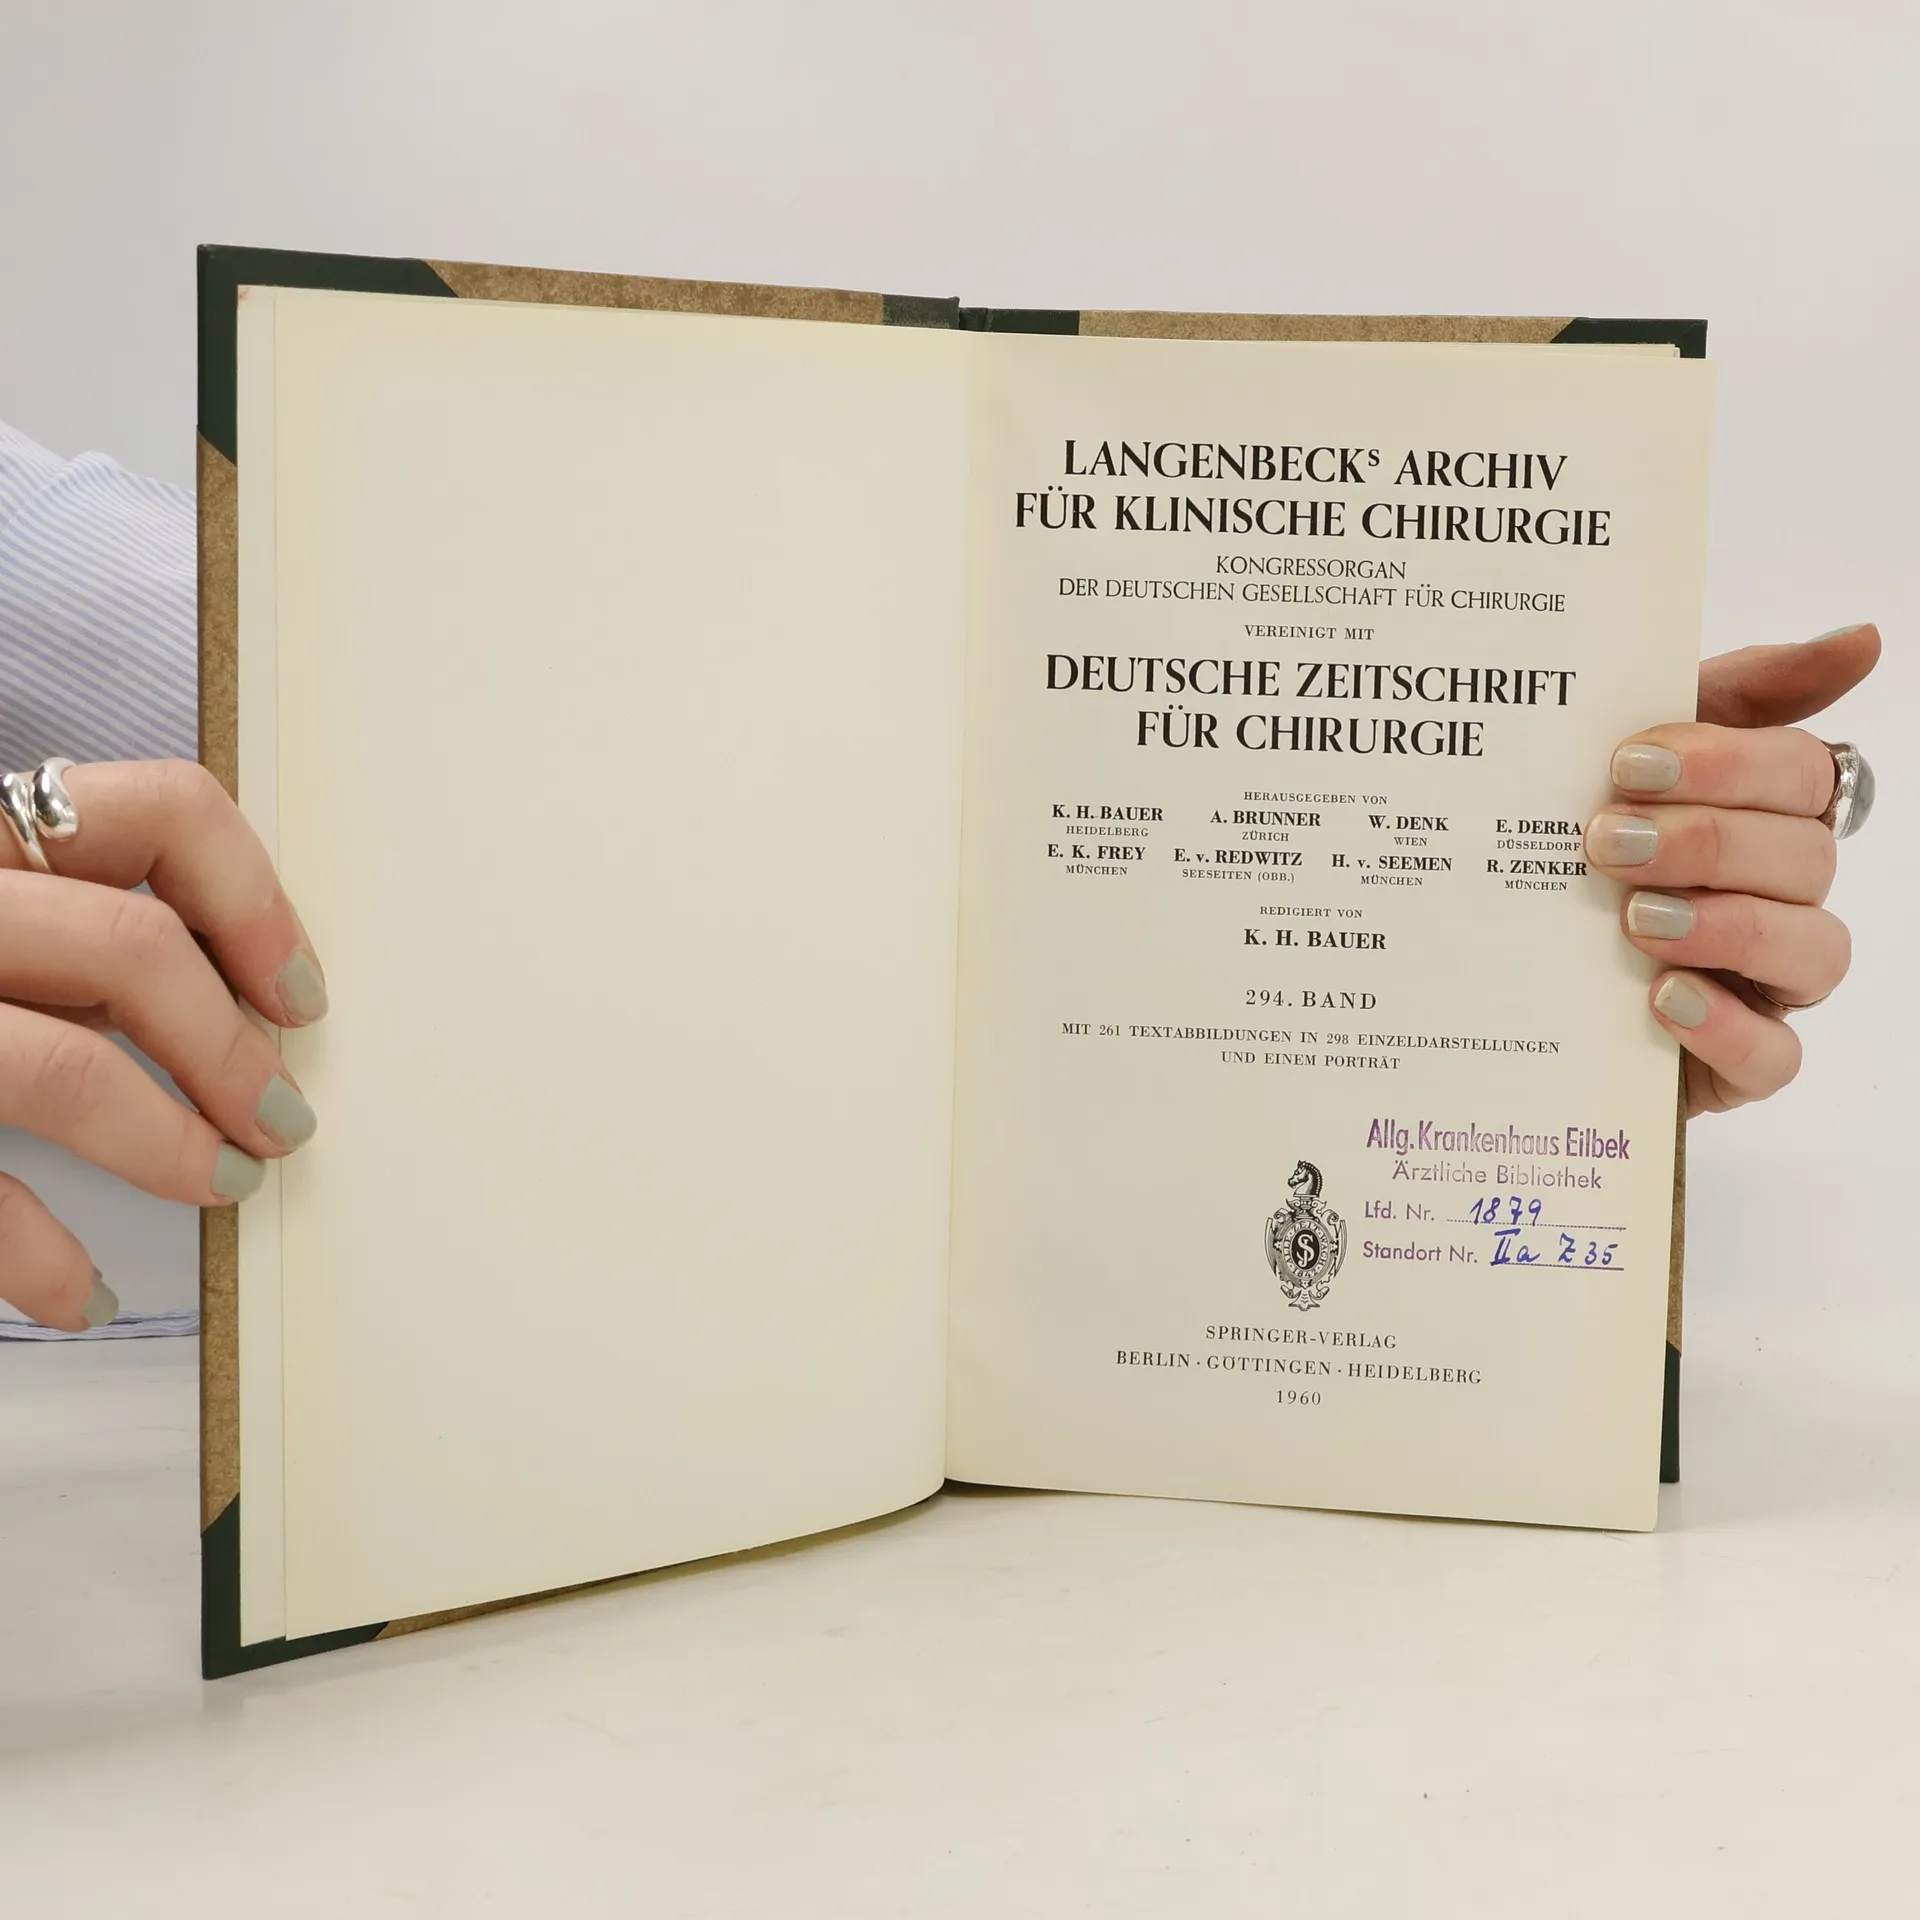 LANGENBECKs ARCHIV
FÜR KLINISCHE CHIRURGIE
KONGRESSORGAN
DER DEUTSCHEN GESELLSCHAFT FÜR CHIRURGIE
VEREINIGT MIT
DEUTSCHE ZEITSCHRIFT
FÜR CHIRURGIE
HERAUSGEGEBEN VON
K. H. BAUER A. BRUNNER W. DENK E. DERRA
HEIDELBERG ZÜRICH WIEN DÜSSELDORF
E. K. FREY E. v. REDWITZ H. v. SEEMEN R. ZENKER
MÜNCHEN SEESEITEN (OBB.) MÜNCHEN MÜNCHEN
REDIGIERT VON
K. H. BAUER
294. BAND
MIT 261 TEXTABBILDUNGEN IN 298 EINZELDARSTELLUNGEN
UND EINEM PORTRÄT
Allg. Krankenhaus Eilbek
Ärztliche Bibliothek
Lfd. Nr. 1879
Standort Nr. IIa Z 35
SPRINGER-VERLAG
BERLIN · GÖTTINGEN · HEIDELBERG
1960